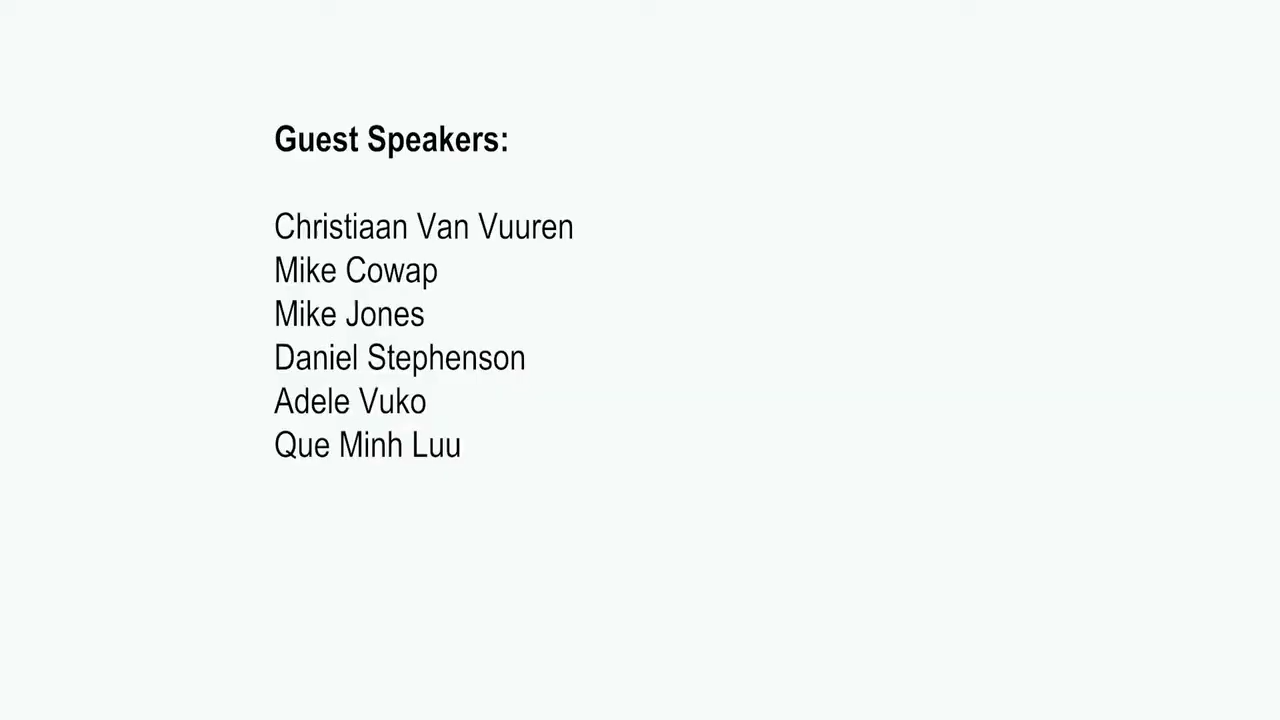 Guest Speakers:
Christiaan Van Vuuren
Mike Cowap
Mike Jones
Daniel Stephenson
Adele Vuko
Que Minh Luu